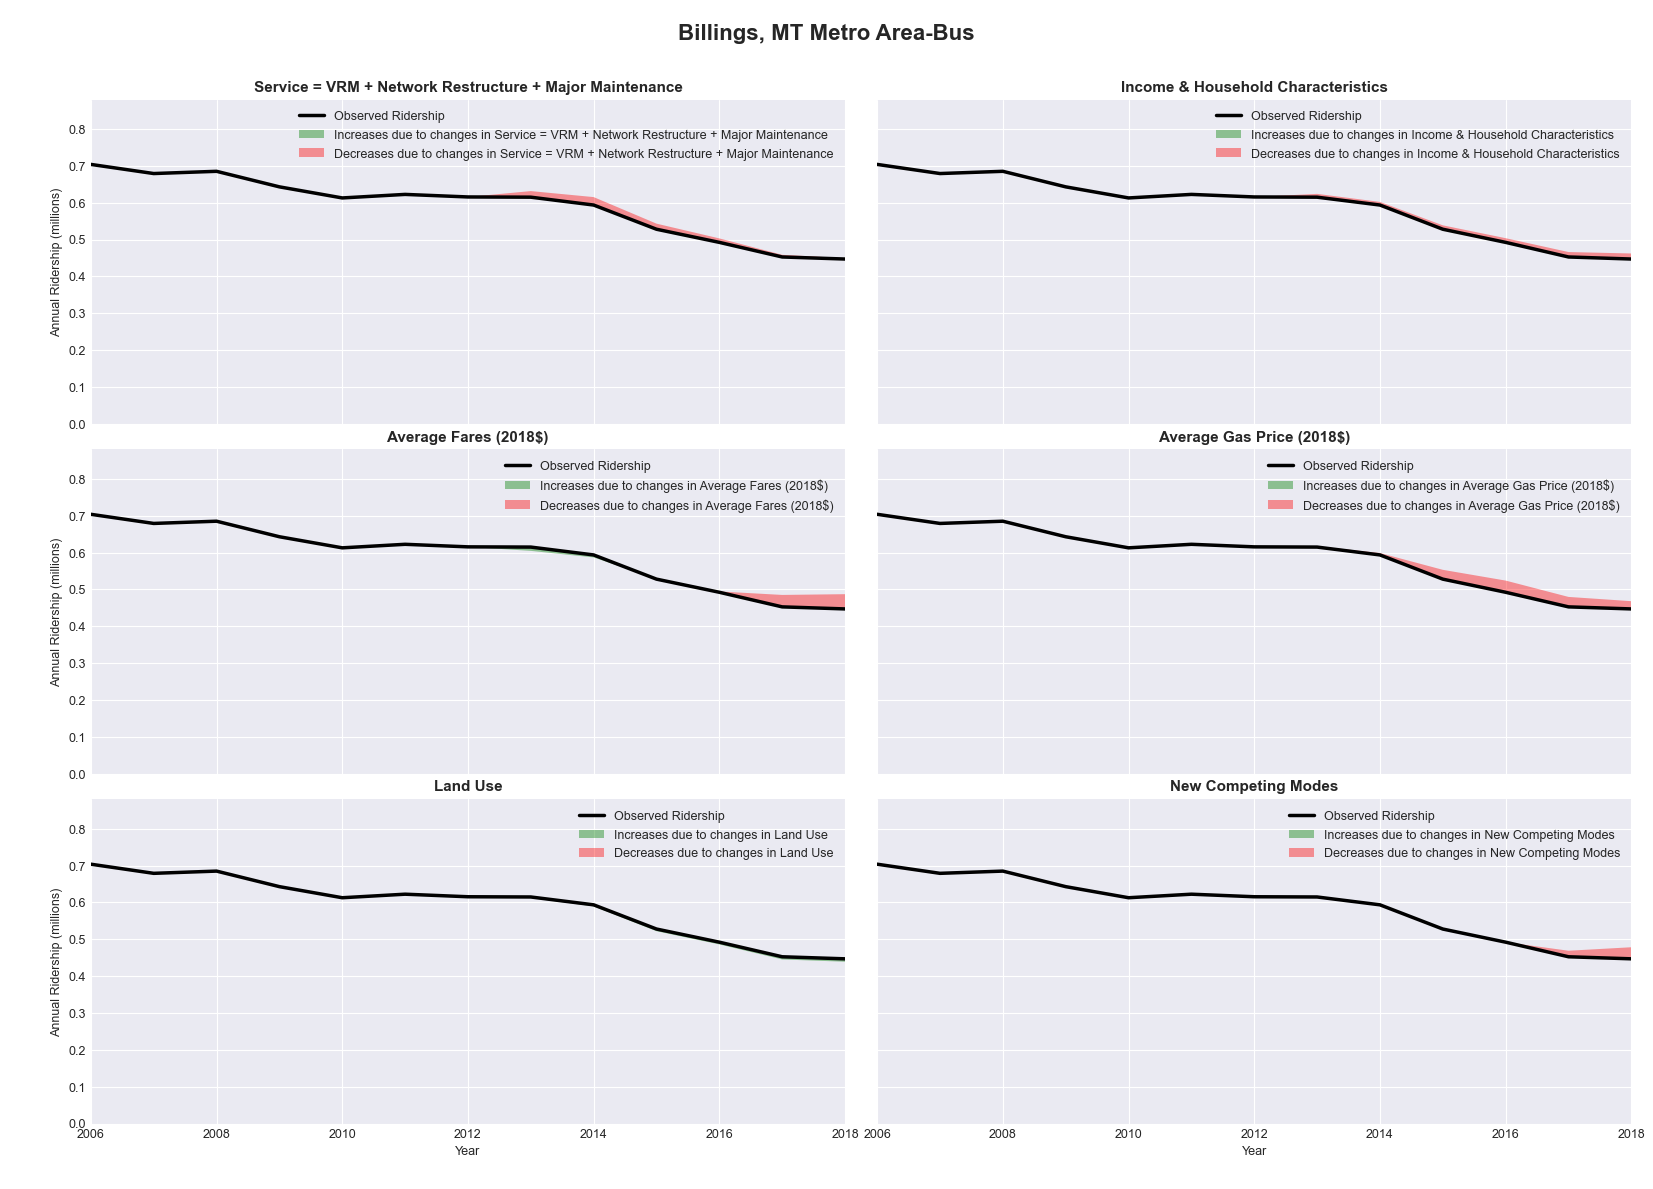 Billings, MT Metro Area-Bus
Service = VRM + Network Restructure + Major Maintenance
Observed Ridership
Increases due to changes in Service = VRM + Network Restructure + Major Maintenance
Decreases due to changes in Service = VRM + Network Restructure + Major Maintenance
0.8
0.7
0.6
0.5
0.4
0.3
0.2
0.1
0.0
Annual Ridership (millions)
Income & Household Characteristics
Observed Ridership
Increases due to changes in Income & Household Characteristics
Decreases due to changes in Income & Household Characteristics
Average Fares (2018$)
Observed Ridership
Increases due to changes in Average Fares (2018$)
Decreases due to changes in Average Fares (2018$)
0.8
0.7
0.6
0.5
0.4
0.3
0.2
0.1
0.0
Annual Ridership (millions)
Average Gas Price (2018$)
Observed Ridership
Increases due to changes in Average Gas Price (2018$)
Decreases due to changes in Average Gas Price (2018$)
Land Use
Observed Ridership
Increases due to changes in Land Use
Decreases due to changes in Land Use
0.8
0.7
0.6
0.5
0.4
0.3
0.2
0.1
0.0
Annual Ridership (millions)
2006 2008 2010 2012 2014 2016 2018
Year
New Competing Modes
Observed Ridership
Increases due to changes in New Competing Modes
Decreases due to changes in New Competing Modes
2006 2008 2010 2012 2014 2016 2018
Year